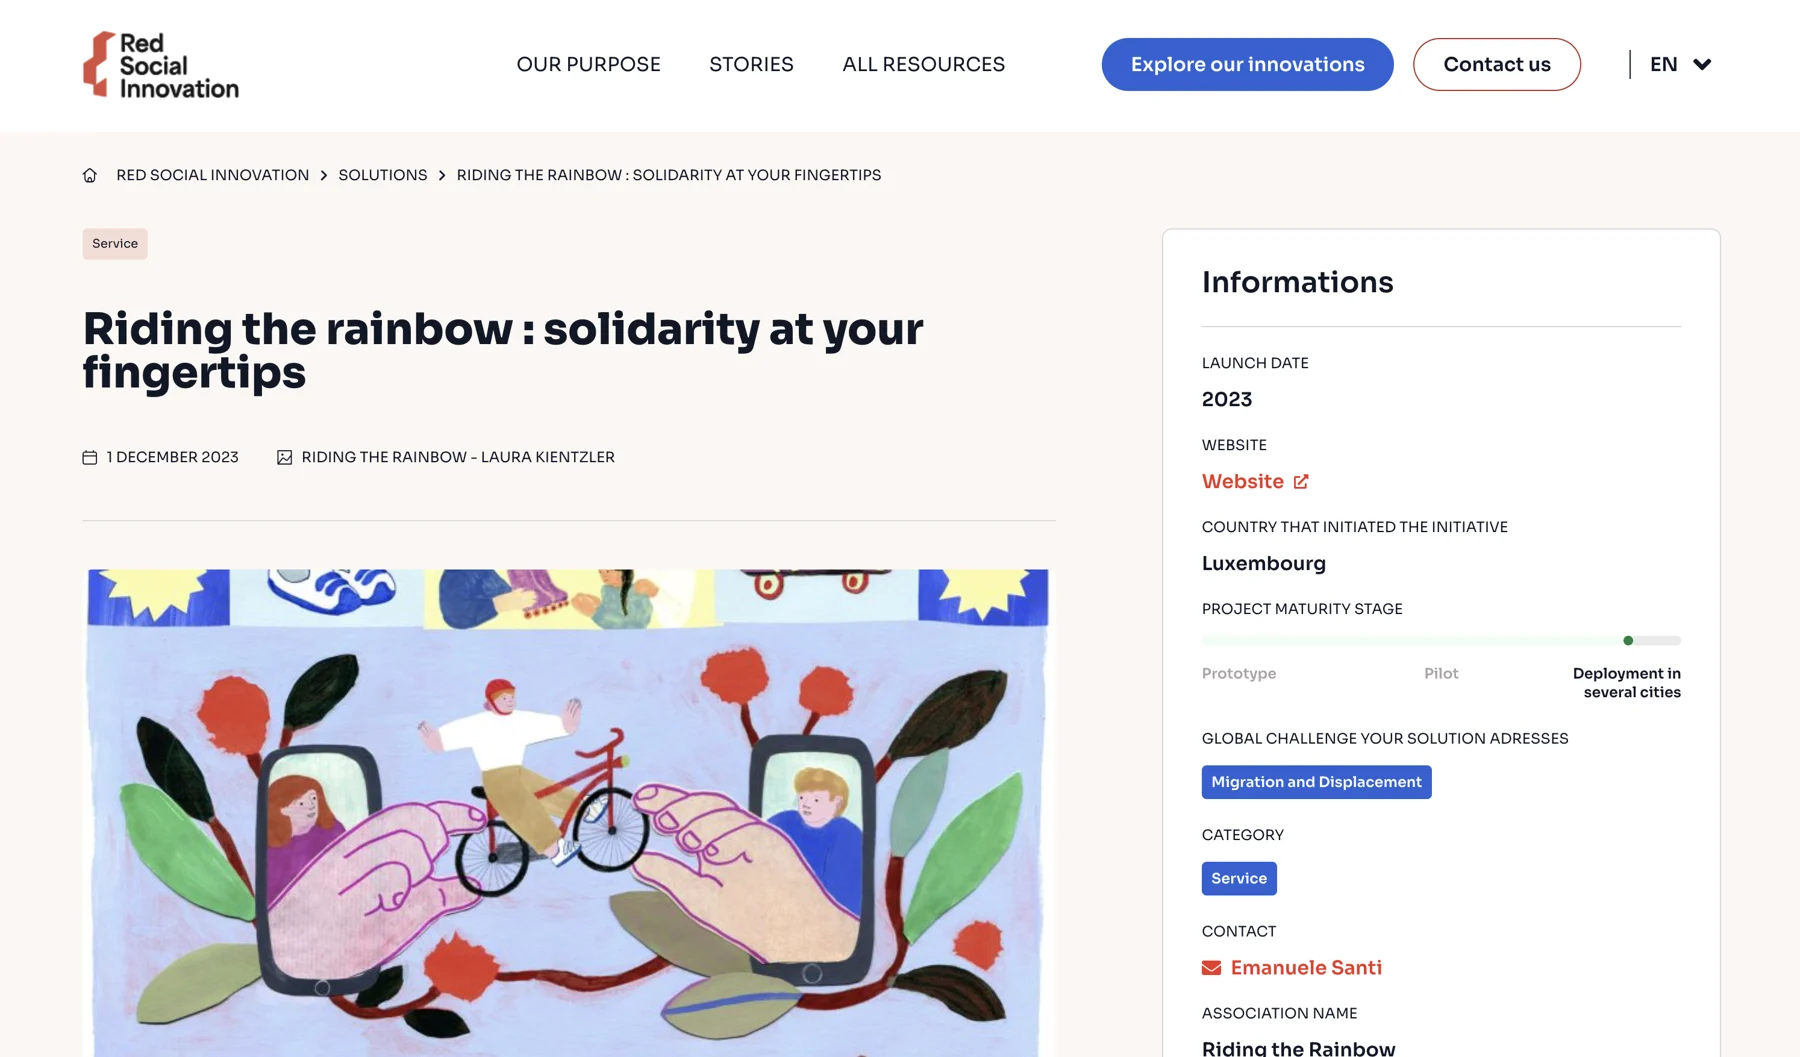 Red
Social
Innovation
OUR PURPOSE
STORIES
ALL RESOURCES
Explore our innovations
Contact us
EN
RED SOCIAL INNOVATION
SOLUTIONS
RIDING THE RAINBOW : SOLIDARITY AT YOUR FINGERTIPS
Service
Riding the rainbow : solidarity at your
fingertips
1 DECEMBER 2023
RIDING THE RAINBOW - LAURA KIENTZLER
Informations
LAUNCH DATE
2023
WEBSITE
Website
COUNTRY THAT INITIATED THE INITIATIVE
Luxembourg
PROJECT MATURITY STAGE
Prototype
Pilot
Deployment in
several cities
GLOBAL CHALLENGE YOUR SOLUTION ADRESSES
Migration and Displacement
CATEGORY
Service
CONTACT
Emanuele Santi
ASSOCIATION NAME
Riding the Rainbow